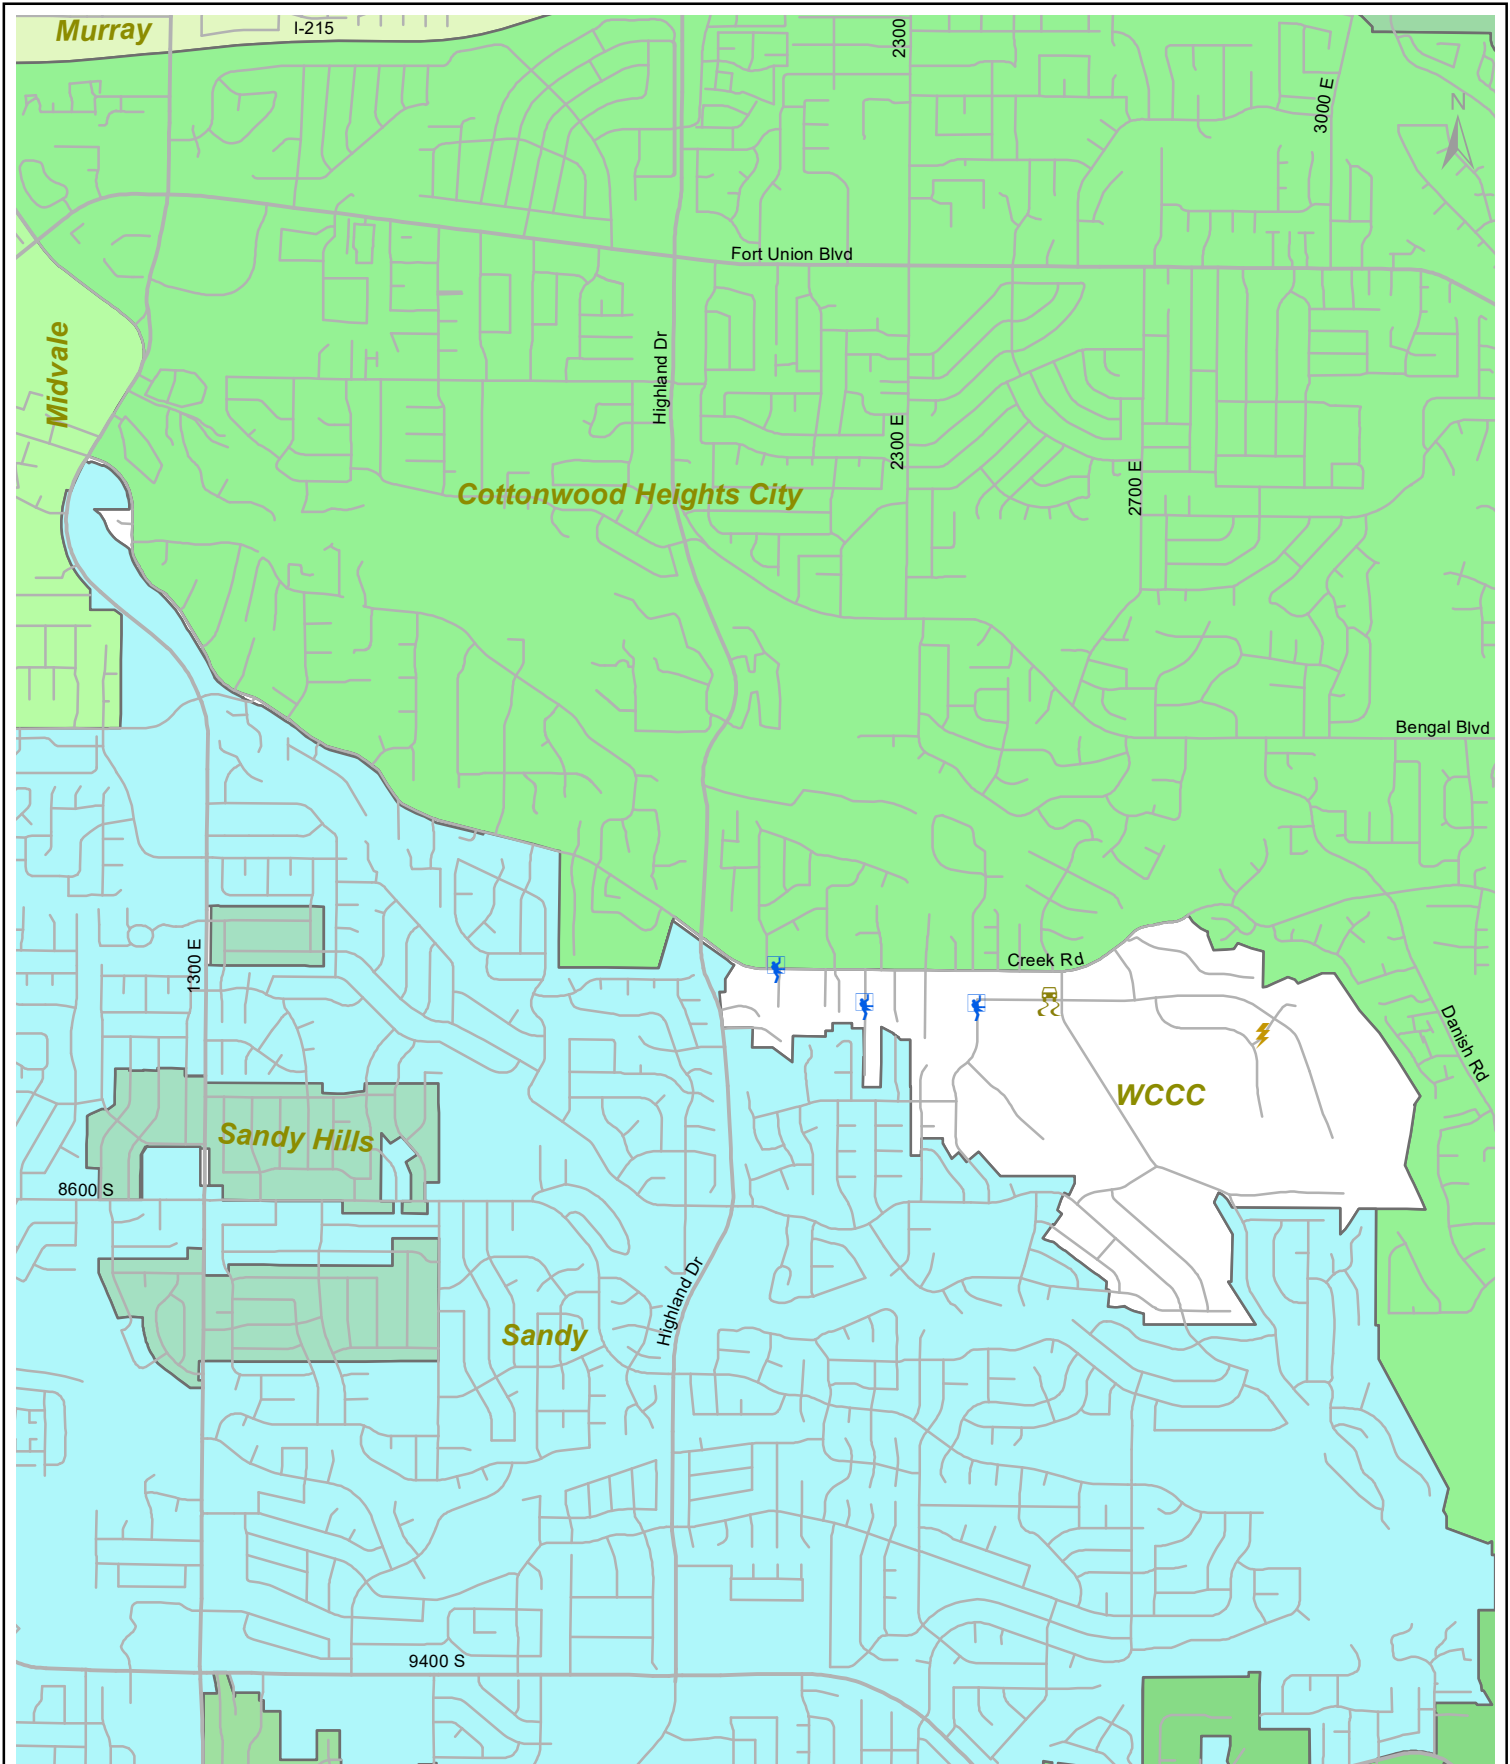 Murray
I-215
2300
3000 E
N
Fort Union Blvd
Midvale
Highland Dr
2300 E
2700 E
Cottonwood Heights City
Bengal Blvd
1300 E
Creek Rd
Danish Rd
WCCC
Sandy Hills
8600 S
Highland Dr
Sandy
9400 S